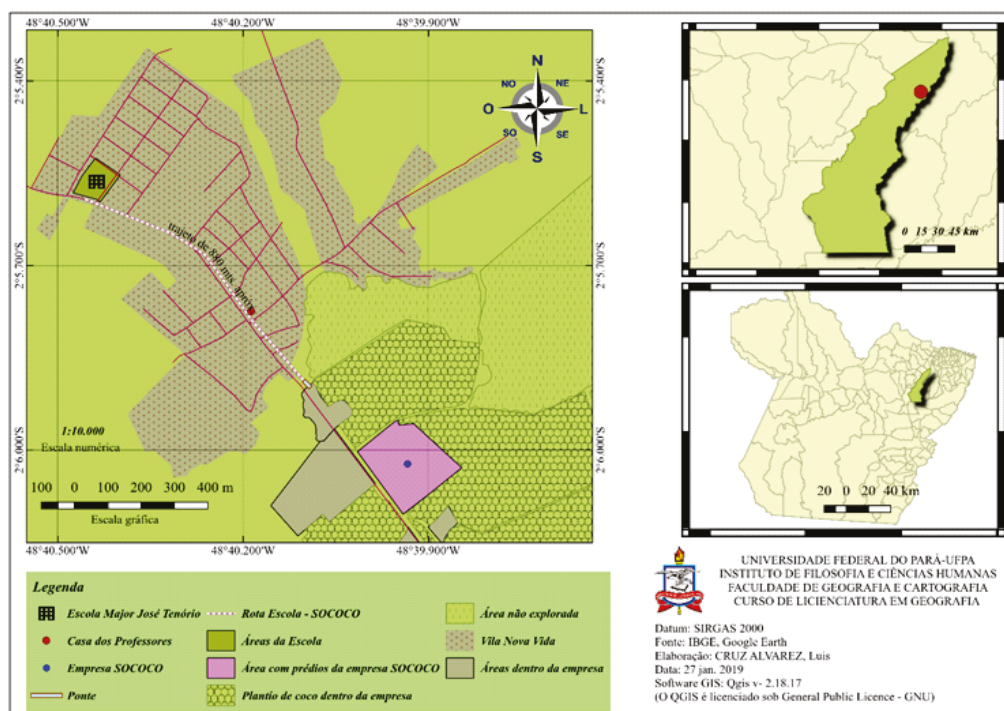 48°40.500'W 48°40.200'W 48°39.900'W
2°5.400'S
2°5.700'S
2°6.000'S
N
NO NE
O L
SO SE
S
trajeto de 880 mts. aprox.
1:10.000
Escala numérica
100 0 100 200 300 400 m
Escala gráfica
48°40.500'W 48°40.200'W 48°39.900'W
2°5.400'S
2°5.700'S
2°6.000'S
0 15 30 45 km
20 0 20 40 km
Legenda
Escola Major José Tenório
Rota Escola - SOCOCO
Área não explorada
Casa dos Professores
Áreas da Escola
Vila Nova Vida
Empresa SOCOCO
Área com prédios da empresa SOCOCO
Áreas dentro da empresa
Ponte
Plantio de coco dentro da empresa
UNIVERSIDADE FEDERAL DO PARÁ-UFPA
INSTITUTO DE FILOSOFIA E CIÊNCIAS HUMANAS
FACULDADE DE GEOGRAFIA E CARTOGRAFIA
CURSO DE LICIENCIATURA EM GEOGRAFIA
Datum: SIRGAS 2000
Fonte: IBGE, Google Earth
Elaboração: CRUZ ALVAREZ, Luis
Data: 27 jan. 2019
Software GIS: Qgis v- 2.18.17
(O QGIS é licenciado sob General Public Licence - GNU)